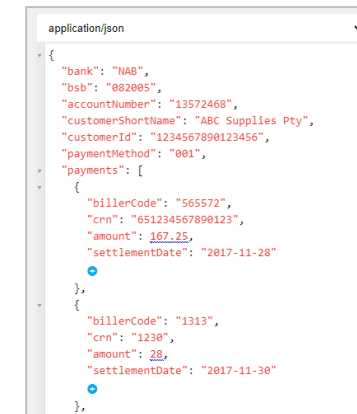 application/json
{
"bank": "NAB",
"bsb": "082005",
"accountNumber": "13572468",
"customerShortName": "ABC Supplies Pty",
"customerId": "1234567890123456",
"paymentMethod": "001",
"payments": [
{
"billerCode": "565572",
"crn": "651234567890123",
"amount": 167.25,
"settlementDate": "2017-11-28"
},
{
"billerCode": "1313",
"crn": "1230",
"amount": 28,
"settlementDate": "2017-11-30"
},